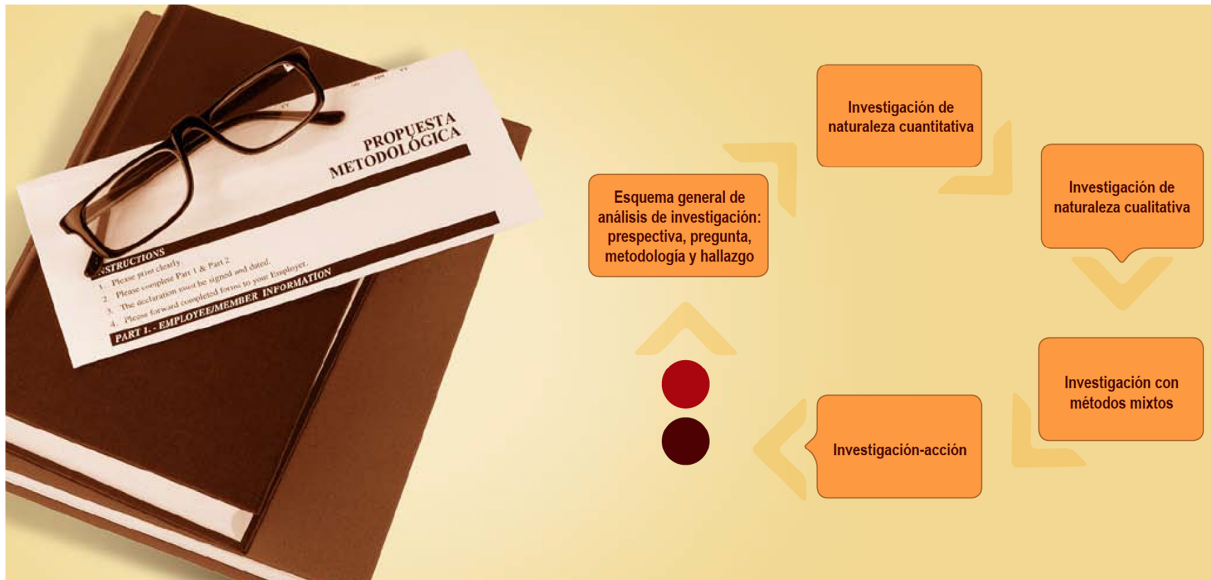 PROPUESTA
METODOLÓGICA
INSTRUCTIONS
1. Please print clearly.
2. Please complete Part 1 & Part 2
3. The declaration must be signed and dated.
4. Please forward completed forms to your Employer.
PART 1. - EMPLOYEE/MEMBER INFORMATION
Esquema general de
análisis de investigación:
prespectiva, pregunta,
metodología y hallazgo
Investigación de
naturaleza cuantitativa
Investigación de
naturaleza cualitativa
Investigación con
métodos mixtos
Investigación-acción